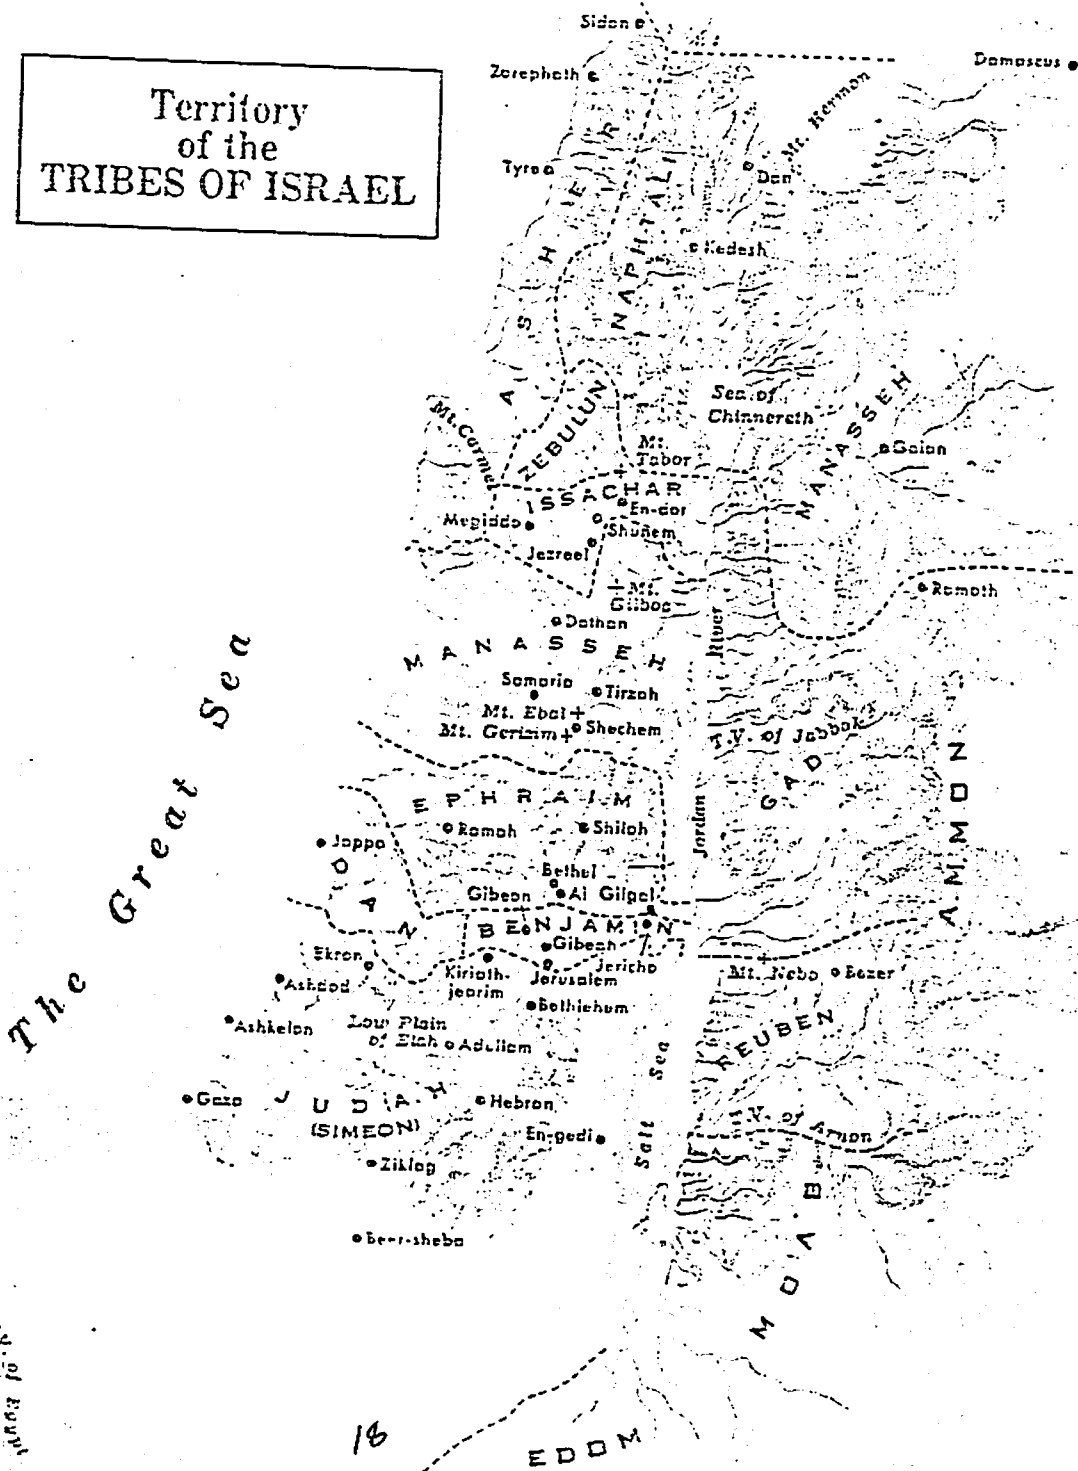 Territory
of the
TRIBES OF ISRAEL
Sidon
Damascus
Zarephath
Mt. Hermon
Tyre
Dan
ASHER
NAPHTALI
Kedesh
Sea of
Chinnereth
MANASSEH
Golan
Mt. Carmel
ZEBULUN
Mt.
Tabor
ISSACHAR
En-dor
Megiddo
Shunem
Jezreel
Mt.
Gilboa
Ramoth
Dothan
MANASSEH
River
Samaria
Tirzah
Mt. Ebal
Mt. Gerizim
Shechem
T.V. of Jabbok
GAD
AMMON
The Great Sea
EPHRAIM
Ramah
Shiloh
Jordan
Joppa
DAN
Bethel
Gibeon
Ai
Gilgal
BENJAMIN
Gibeah
Ekron
Kiriath-
jearim
Jerusalem
Jericho
Mt. Nebo
Bezer
Ashdod
Bethlehem
Ashkelon
Low Plain
of Elah
Adullam
REUBEN
Salt Sea
Gaza
JUDAH
(SIMEON)
Hebron
En-gedi
V. of Arnon
Ziklag
MOAB
Beer-sheba
of Egypt
18
EDOM